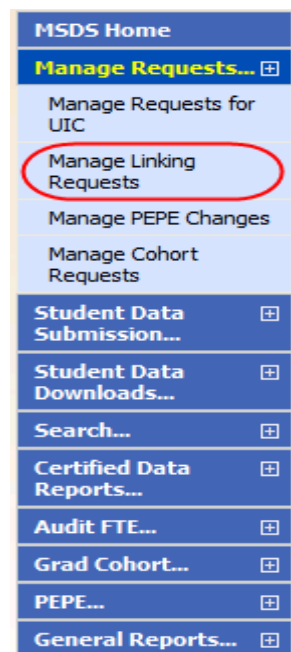 MSDS Home
Manage Requests...
Manage Requests for
UIC
Manage Linking
Requests
Manage PEPE Changes
Manage Cohort
Requests
Student Data
Submission...
Student Data
Downloads...
Search...
Certified Data
Reports...
Audit FTE...
Grad Cohort...
PEPE...
General Reports...